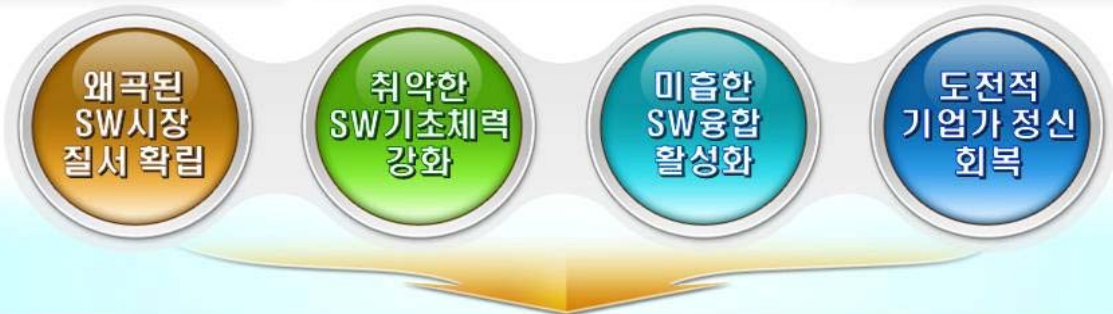 왜곡된
SW시장
질서 확립
취약한
SW기초체력
강화
미흡한
SW융합
활성화
도전적
기업가 정신
회복